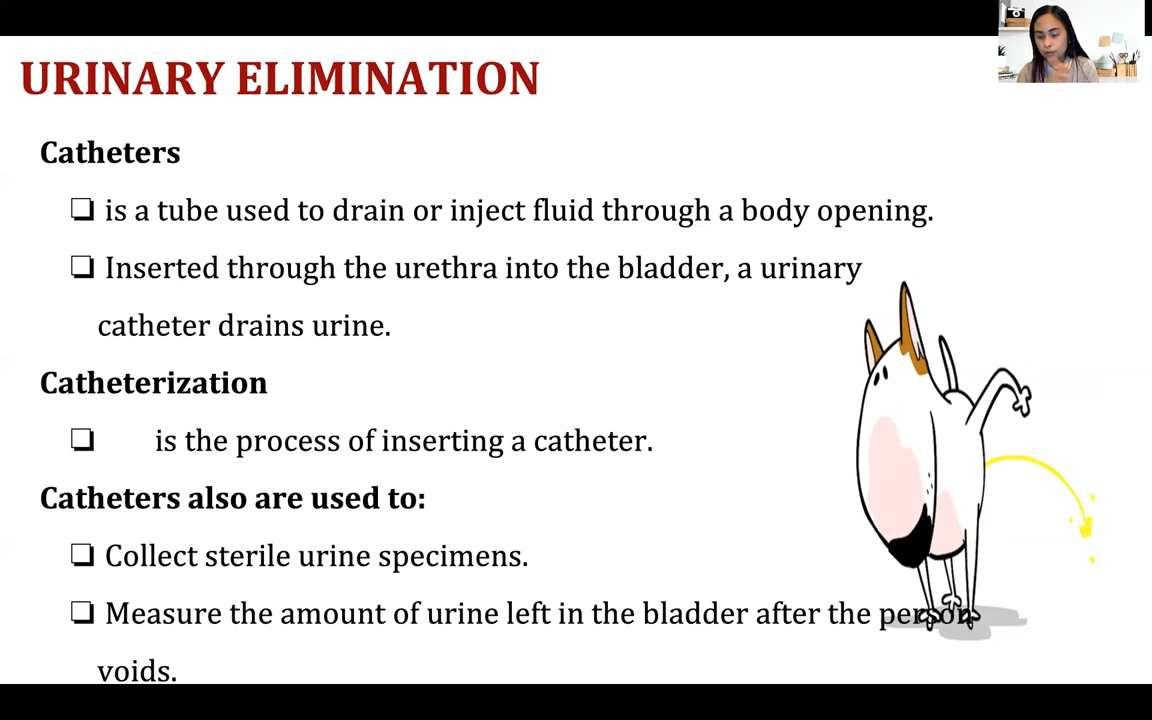 URINARY ELIMINATION
Catheters
❑ is a tube used to drain or inject fluid through a body opening.
❑ Inserted through the urethra into the bladder, a urinary
catheter drains urine.
Catheterization
❑ is the process of inserting a catheter.
Catheters also are used to:
❑ Collect sterile urine specimens.
❑ Measure the amount of urine left in the bladder after the person
voids.